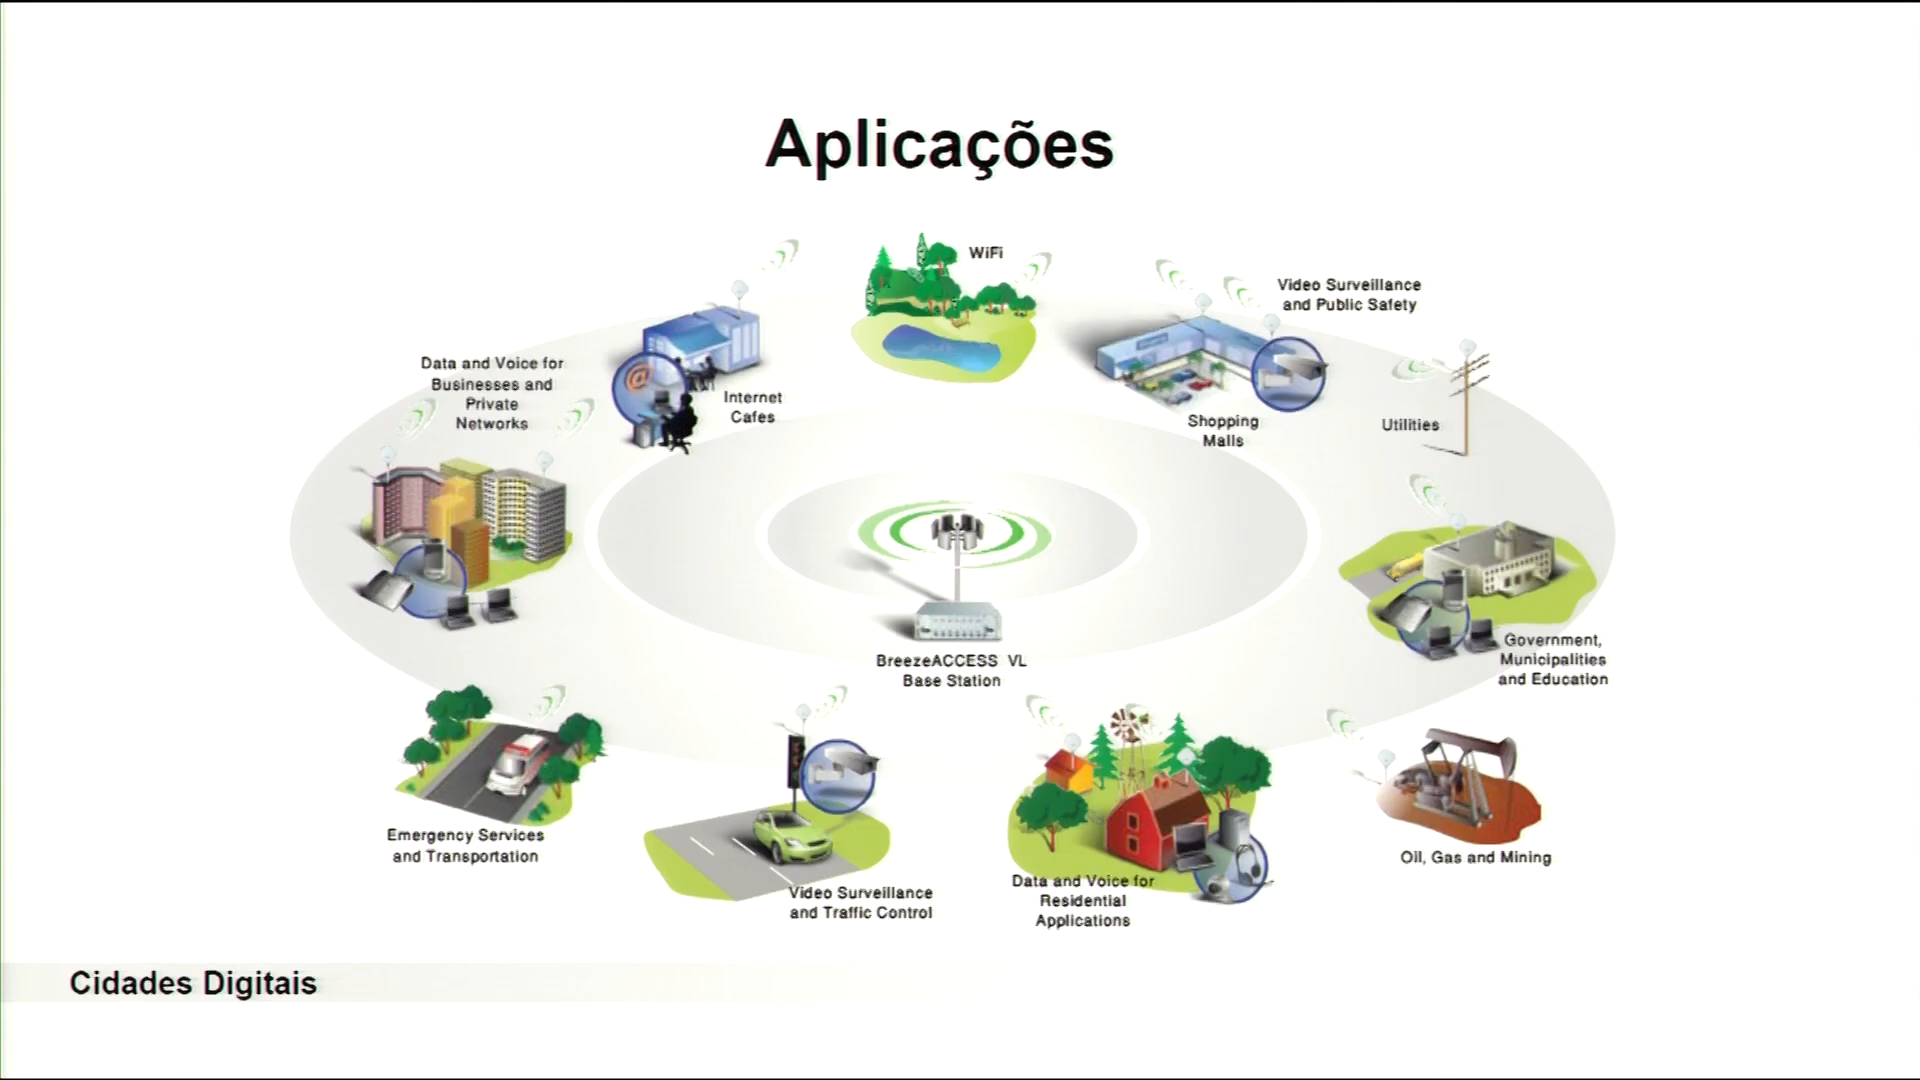 Aplicações
WiFi
Video Surveillance
and Public Safety
Data and Voice for
Businesses and
Private
Networks
Internet
Cafes
Shopping
Malls
Utilities
BreezeACCESS VL
Base Station
Government,
Municipalities
and Education
Emergency Services
and Transportation
Video Surveillance
and Traffic Control
Data and Voice for
Residential
Applications
Oil, Gas and Mining
Cidades Digitais